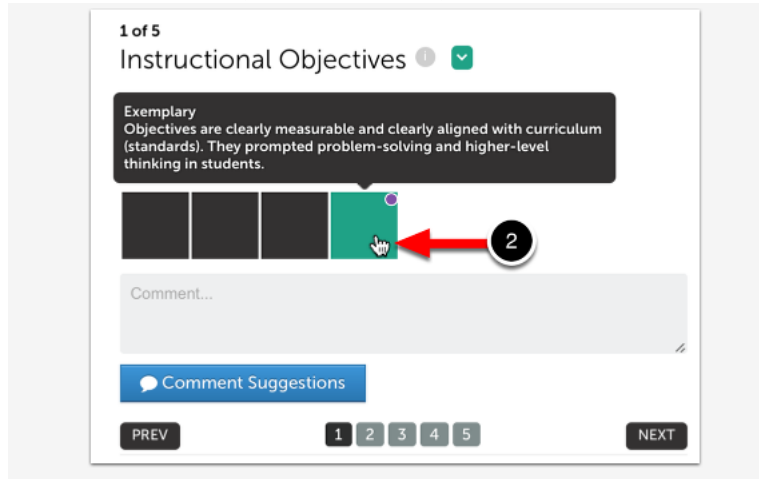 1 of 5
Instructional Objectives
Exemplary
Objectives are clearly measurable and clearly aligned with curriculum
(standards). They prompted problem-solving and higher-level
thinking in students.
2
Comment...
Comment Suggestions
PREV 1 2 3 4 5 NEXT